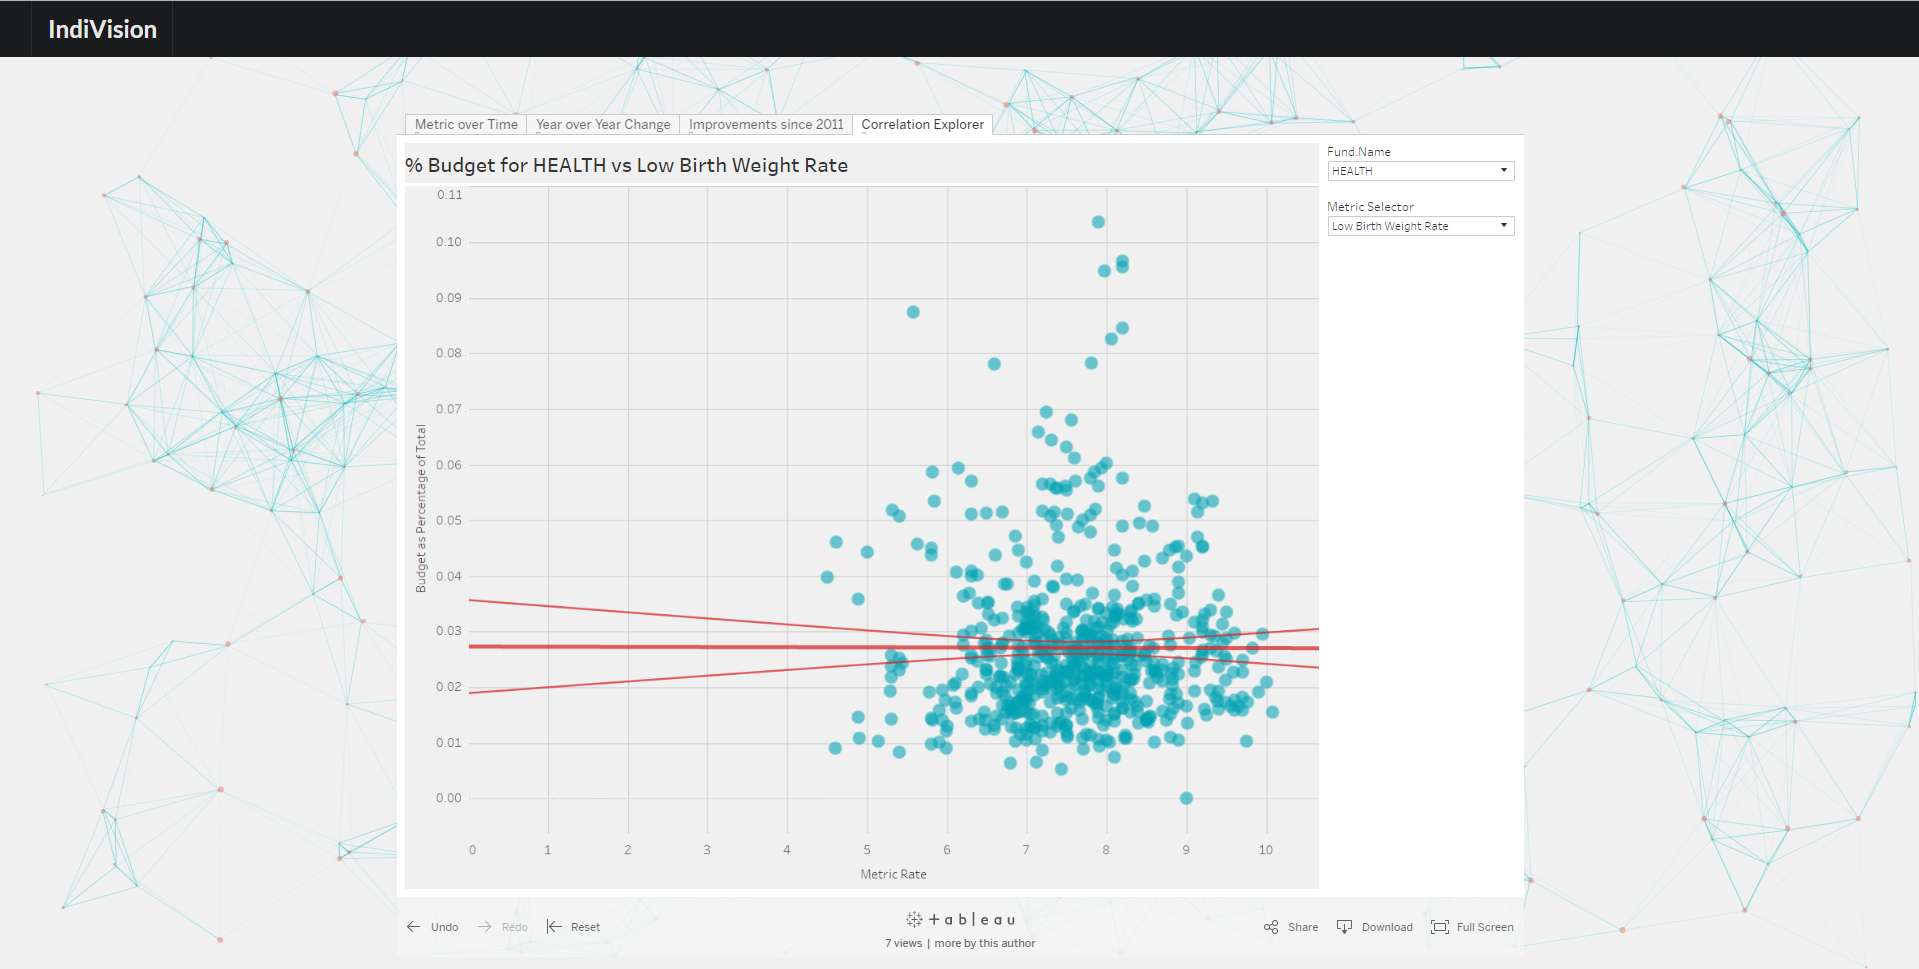 IndiVision
Metric over Time
Year over Year Change
Improvements since 2011
Correlation Explorer
% Budget for HEALTH vs Low Birth Weight Rate
Fund.Name
HEALTH
Metric Selector
Low Birth Weight Rate
Budget as Percentage of Total
0.11
0.10
0.09
0.08
0.07
0.06
0.05
0.04
0.03
0.02
0.01
0.00
0 1 2 3 4 5 6 7 8 9 10
Metric Rate
Undo
Redo
Reset
+ableau
7 views | more by this author
Share
Download
Full Screen